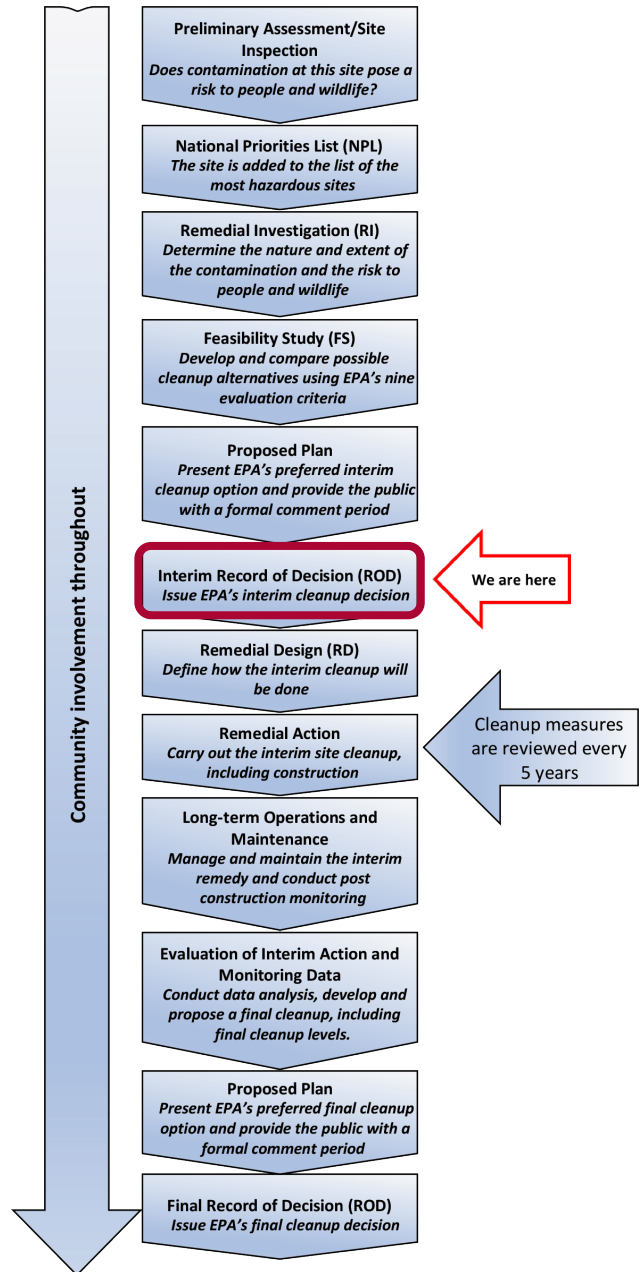 Preliminary Assessment/Site
Inspection
Does contamination at this site pose a
risk to people and wildlife?
National Priorities List (NPL)
The site is added to the list of the
most hazardous sites
Remedial Investigation (RI)
Determine the nature and extent of
the contamination and the risk to
people and wildlife
Feasibility Study (FS)
Develop and compare possible
cleanup alternatives using EPA's nine
evaluation criteria
Proposed Plan
Present EPA's preferred interim
cleanup option and provide the public
with a formal comment period
Interim Record of Decision (ROD)
Issue EPA's interim cleanup decision
We are here
Remedial Design (RD)
Define how the interim cleanup will
be done
Remedial Action
Carry out the interim site cleanup,
including construction
Cleanup measures
are reviewed every
5 years
Long-term Operations and
Maintenance
Manage and maintain the interim
remedy and conduct post
construction monitoring
Evaluation of Interim Action and
Monitoring Data
Conduct data analysis, develop and
propose a final cleanup, including
final cleanup levels.
Proposed Plan
Present EPA's preferred final cleanup
option and provide the public with a
formal comment period
Final Record of Decision (ROD)
Issue EPA's final cleanup decision
Community involvement throughout